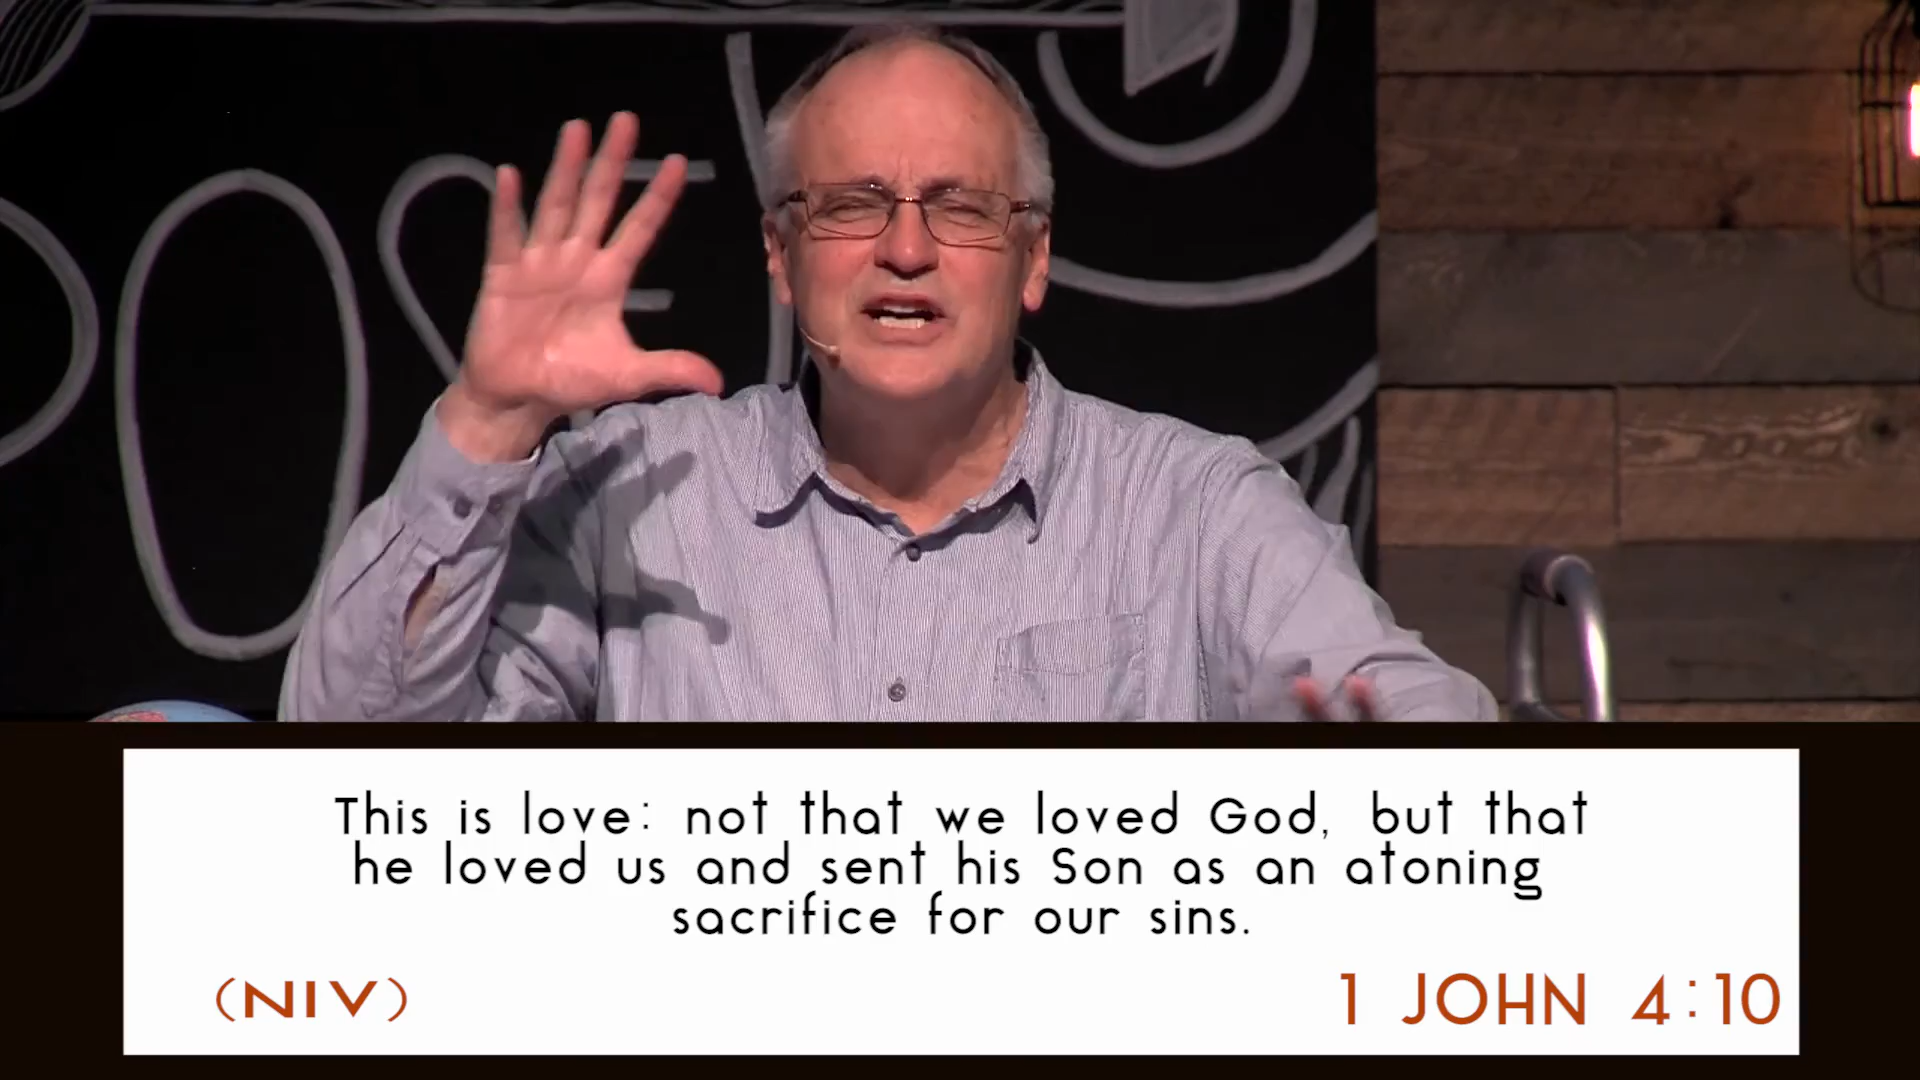 This is love: not that we loved God, but that
he loved us and sent his Son as an atoning
sacrifice for our sins.
(NIV)
1 JOHN 4:10